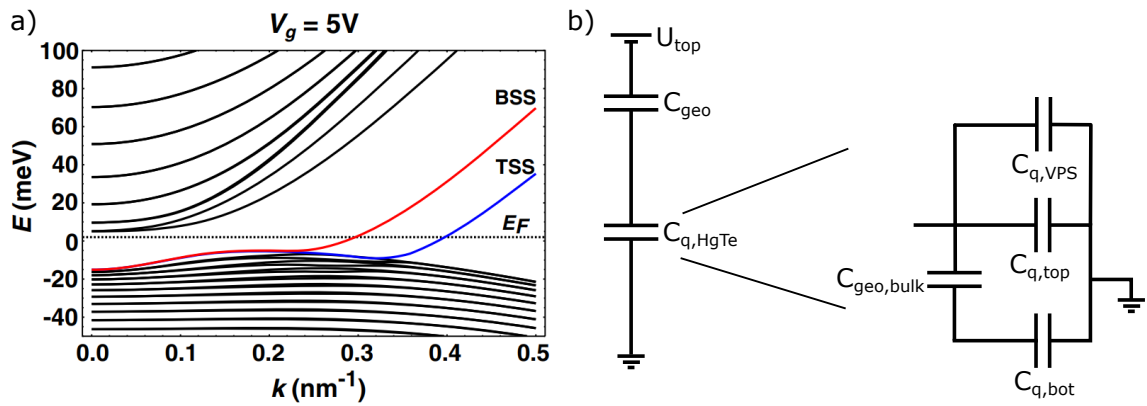 a)
V_g = 5V
E (meV)
100
80
60
40
20
0
-20
-40
BSS
TSS
E_F
0.0 0.1 0.2 0.3 0.4 0.5
k (nm⁻¹)
b)
U_top
C_geo
C_q,HgTe
C_q,VPS
C_q,top
C_geo,bulk
C_q,bot